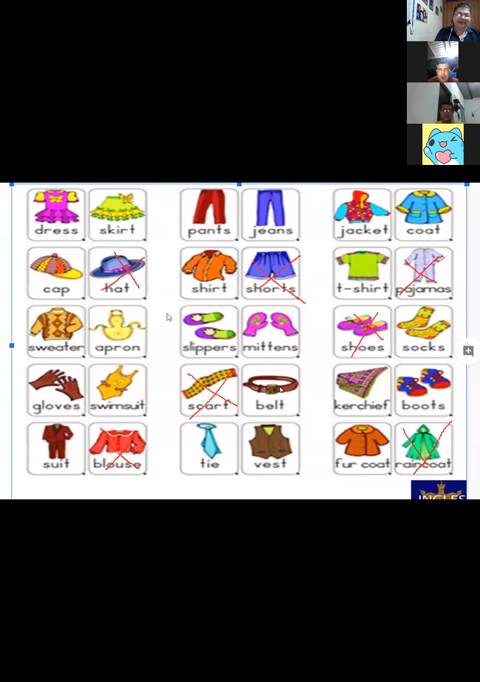 dress skirt pants jeans jacket coat
cap hat shirt shorts t-shirt pajamas
sweater apron slippers mittens shoes socks
gloves swimsuit scarf belt kerchief boots
suit blouse tie vest fur coat raincoat
INGLES